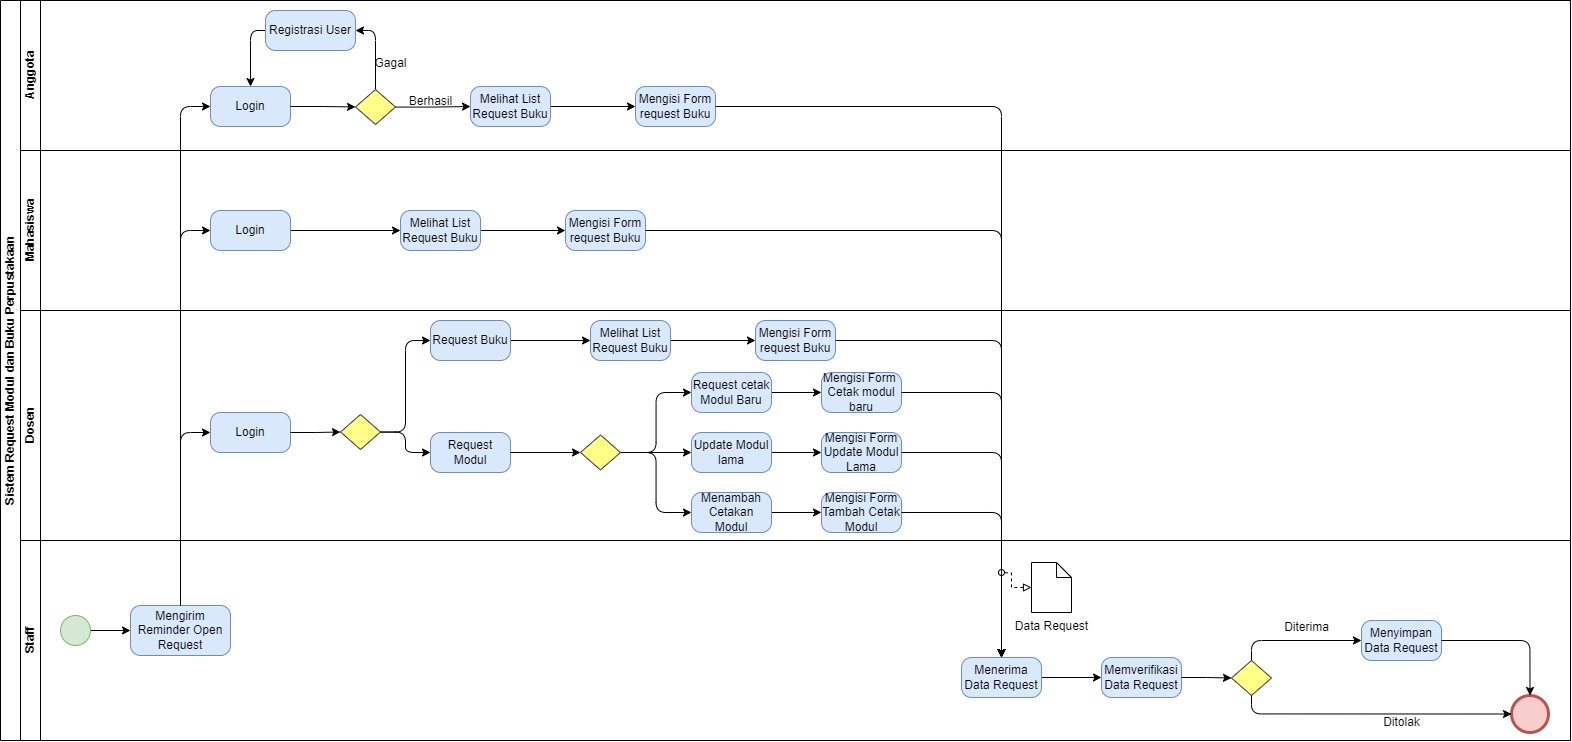 Sistem Request Modul dan Buku Perpustakaan
Anggota
Registrasi User
Gagal
Login
Berhasil
Melihat List
Request Buku
Mengisi Form
request Buku
Mahasiswa
Login
Melihat List
Request Buku
Mengisi Form
request Buku
Dosen
Login
Request Buku
Melihat List
Request Buku
Mengisi Form
request Buku
Request
Modul
Request cetak
Modul Baru
Mengisi Form
Cetak modul
baru
Update Modul
lama
Mengisi Form
Update Modul
Lama
Menambah
Cetakan
Modul
Mengisi Form
Tambah Cetak
Modul
Staff
Mengirim
Reminder Open
Request
Data Request
Menerima
Data Request
Memverifikasi
Data Request
Diterima
Menyimpan
Data Request
Ditolak